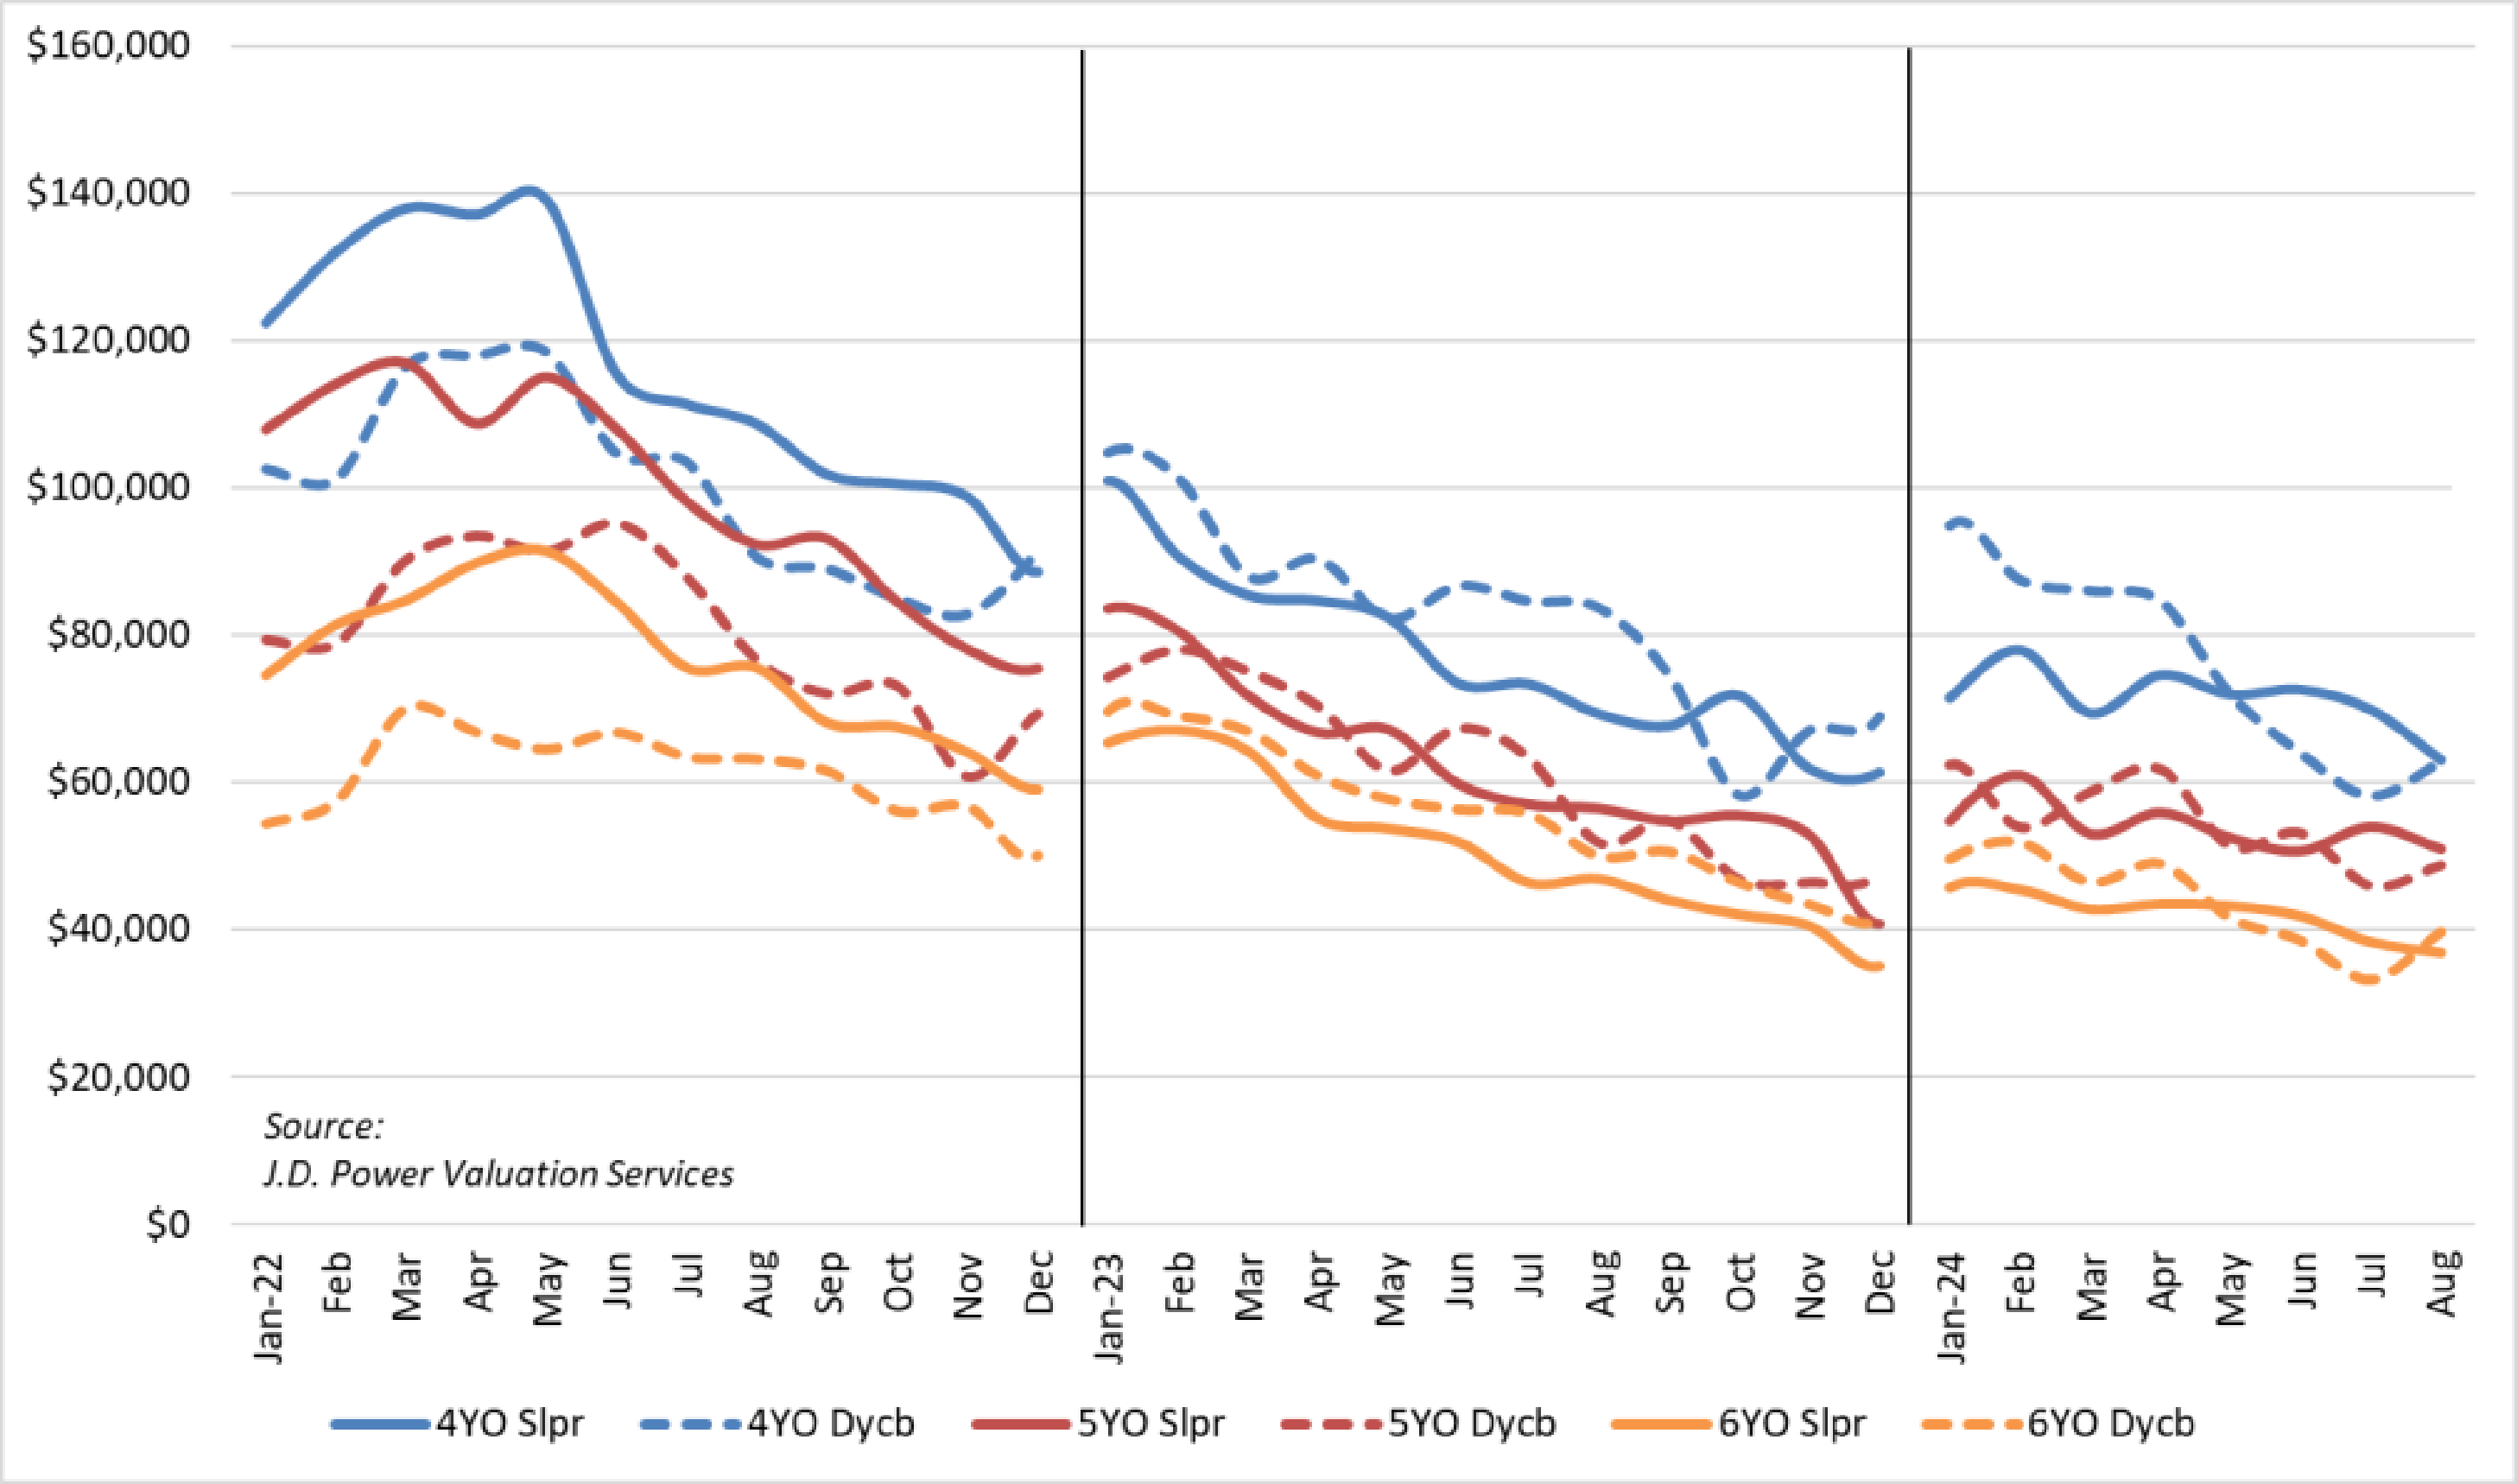 $160,000
$140,000
$120,000
$100,000
$80,000
$60,000
$40,000
$20,000
$0
Source:
J.D. Power Valuation Services
Jan-22 Feb Mar Apr May Jun Jul Aug Sep Oct Nov Dec Jan-23 Feb Mar Apr May Jun Jul Aug Sep Oct Nov Dec Jan-24 Feb Mar Apr May Jun Jul Aug
4YO Slpr 4YO Dycb 5YO Slpr 5YO Dycb 6YO Slpr 6YO Dycb